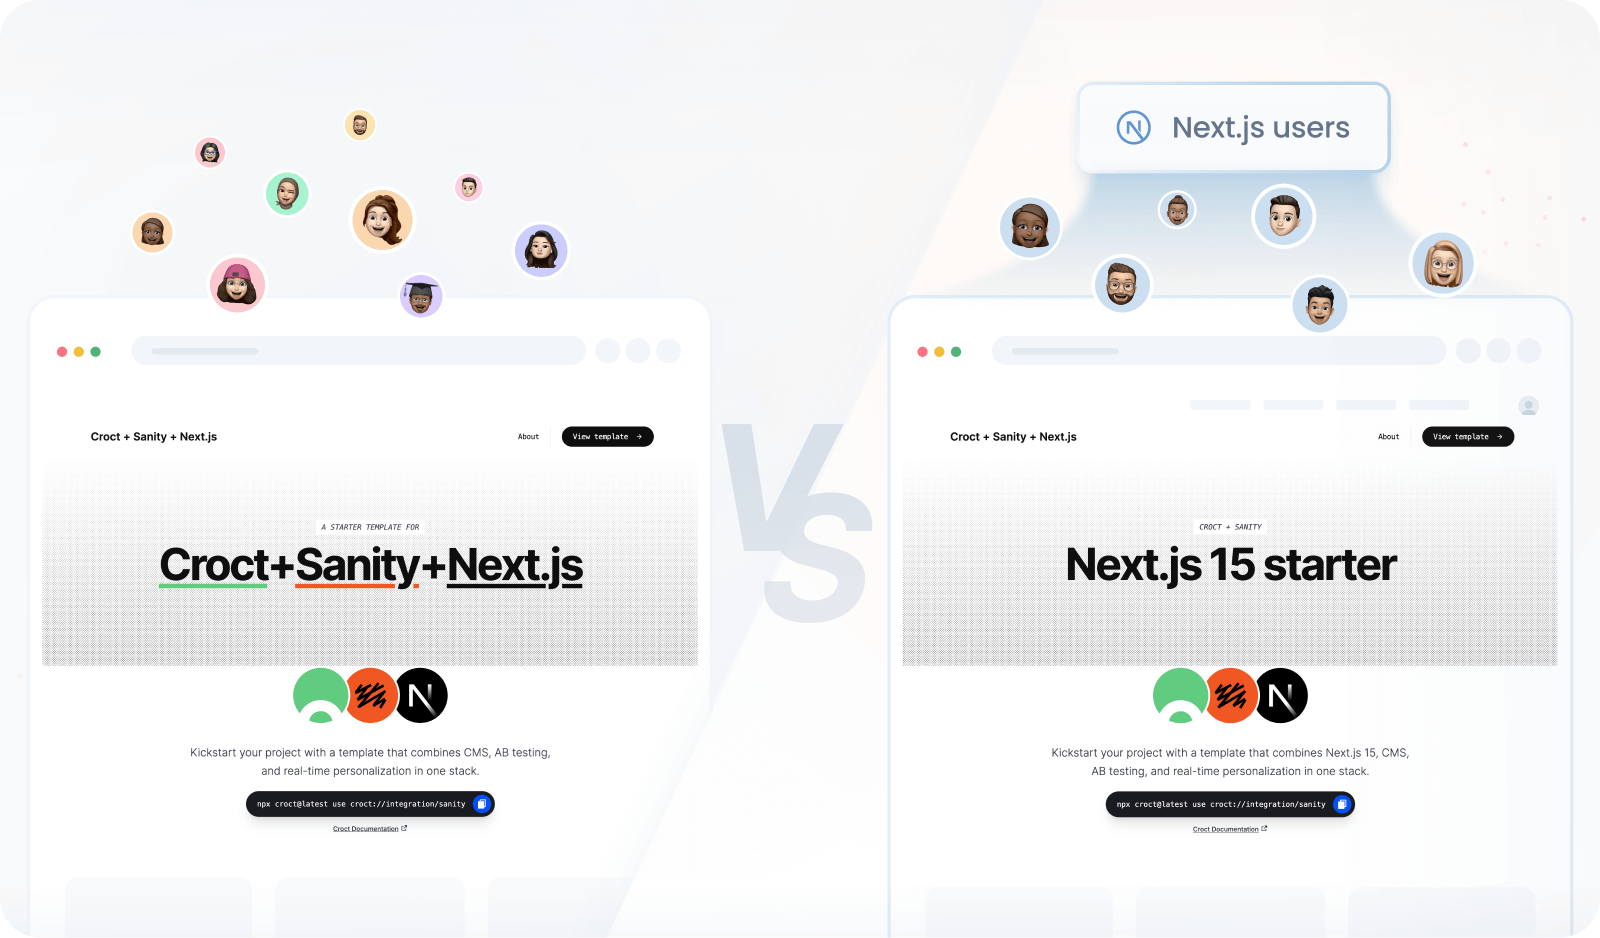 Croct + Sanity + Next.js
About
View template →
A STARTER TEMPLATE FOR
Croct+Sanity+Next.js
Kickstart your project with a template that combines CMS, AB testing,
and real-time personalization in one stack.
npx croct@latest use croct://integration/sanity
Croct Documentation
VS
Next.js users
Croct + Sanity + Next.js
About
View template →
CROCT + SANITY
Next.js 15 starter
Kickstart your project with a template that combines Next.js 15, CMS,
AB testing, and real-time personalization in one stack.
npx croct@latest use croct://integration/sanity
Croct Documentation